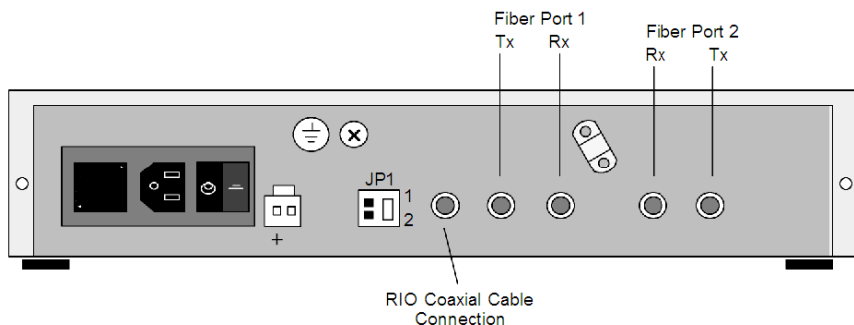 Fiber Port 1
Tx Rx
Fiber Port 2
Rx Tx
JP1
1
2
+
RIO Coaxial Cable
Connection